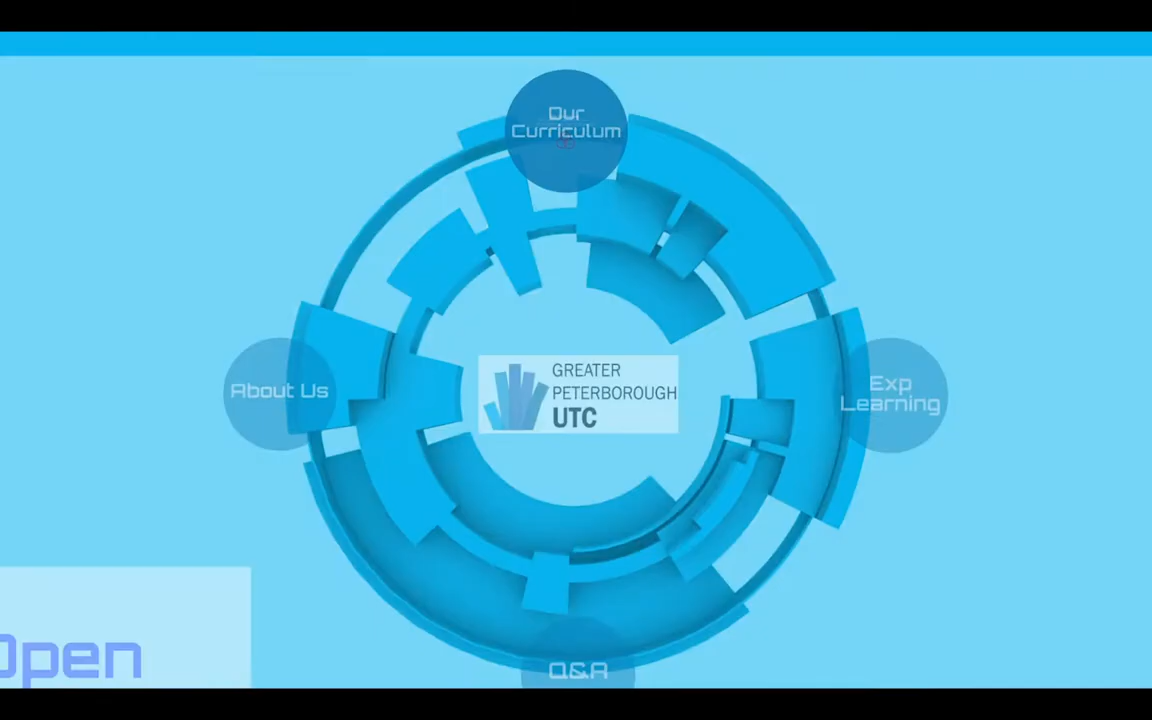 Our
Curriculum
About Us
GREATER
PETERBOROUGH
UTC
Exp
Learning
Open
Q&A